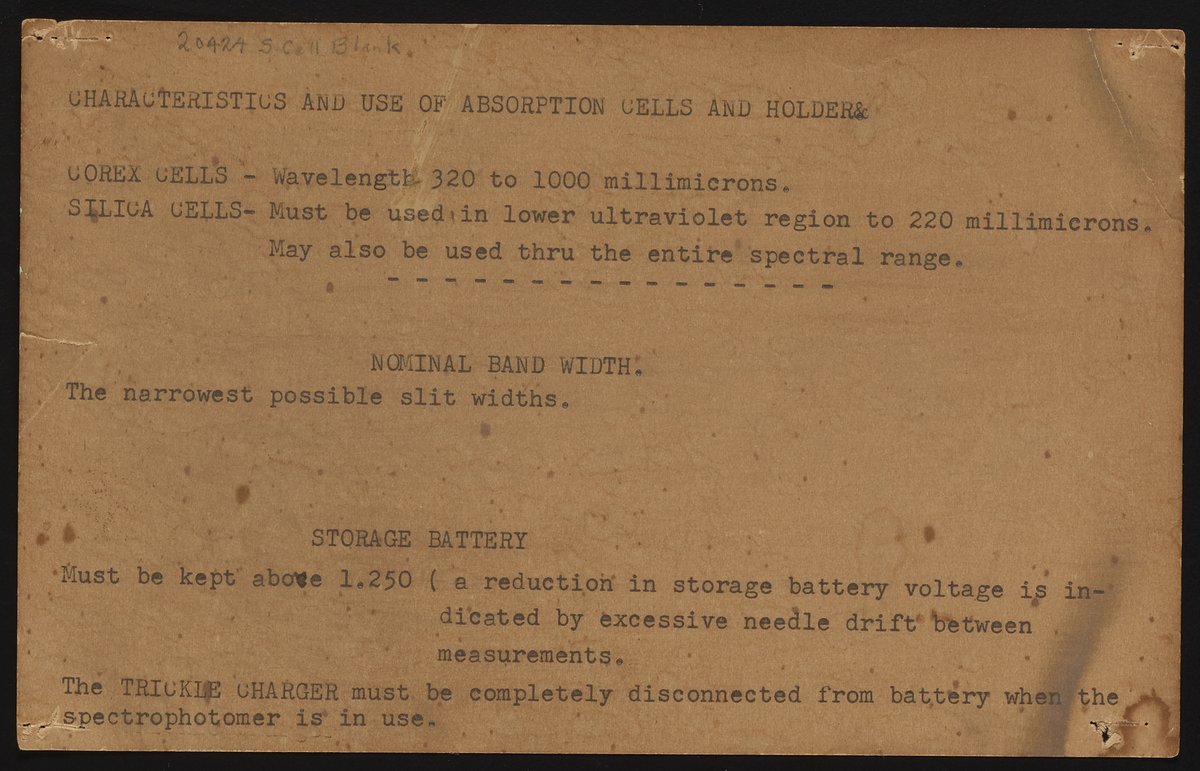 20424 S Cell Blank.
CHARACTERISTICS AND USE OF ABSORPTION CELLS AND HOLDER&
COREX CELLS - Wavelength 320 to 1000 millimicrons.
SILICA CELLS- Must be used in lower ultraviolet region to 220 millimicrons.
May also be used thru the entire spectral range.
- - - - - - - - - - - - - - - -
NOMINAL BAND WIDTH.
The narrowest possible slit widths.
STORAGE BATTERY
Must be kept above 1.250 ( a reduction in storage battery voltage is in-
dicated by excessive needle drift between
measurements.
The TRICKLE CHARGER must be completely disconnected from battery when the
spectrophotomer is in use.